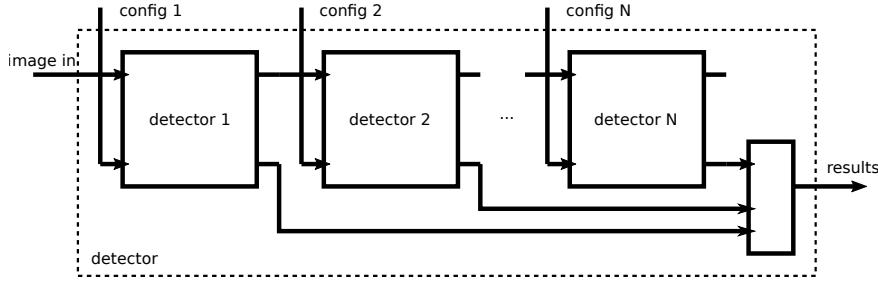 config 1
config 2
config N
image in
detector 1
detector 2
...
detector N
results
detector